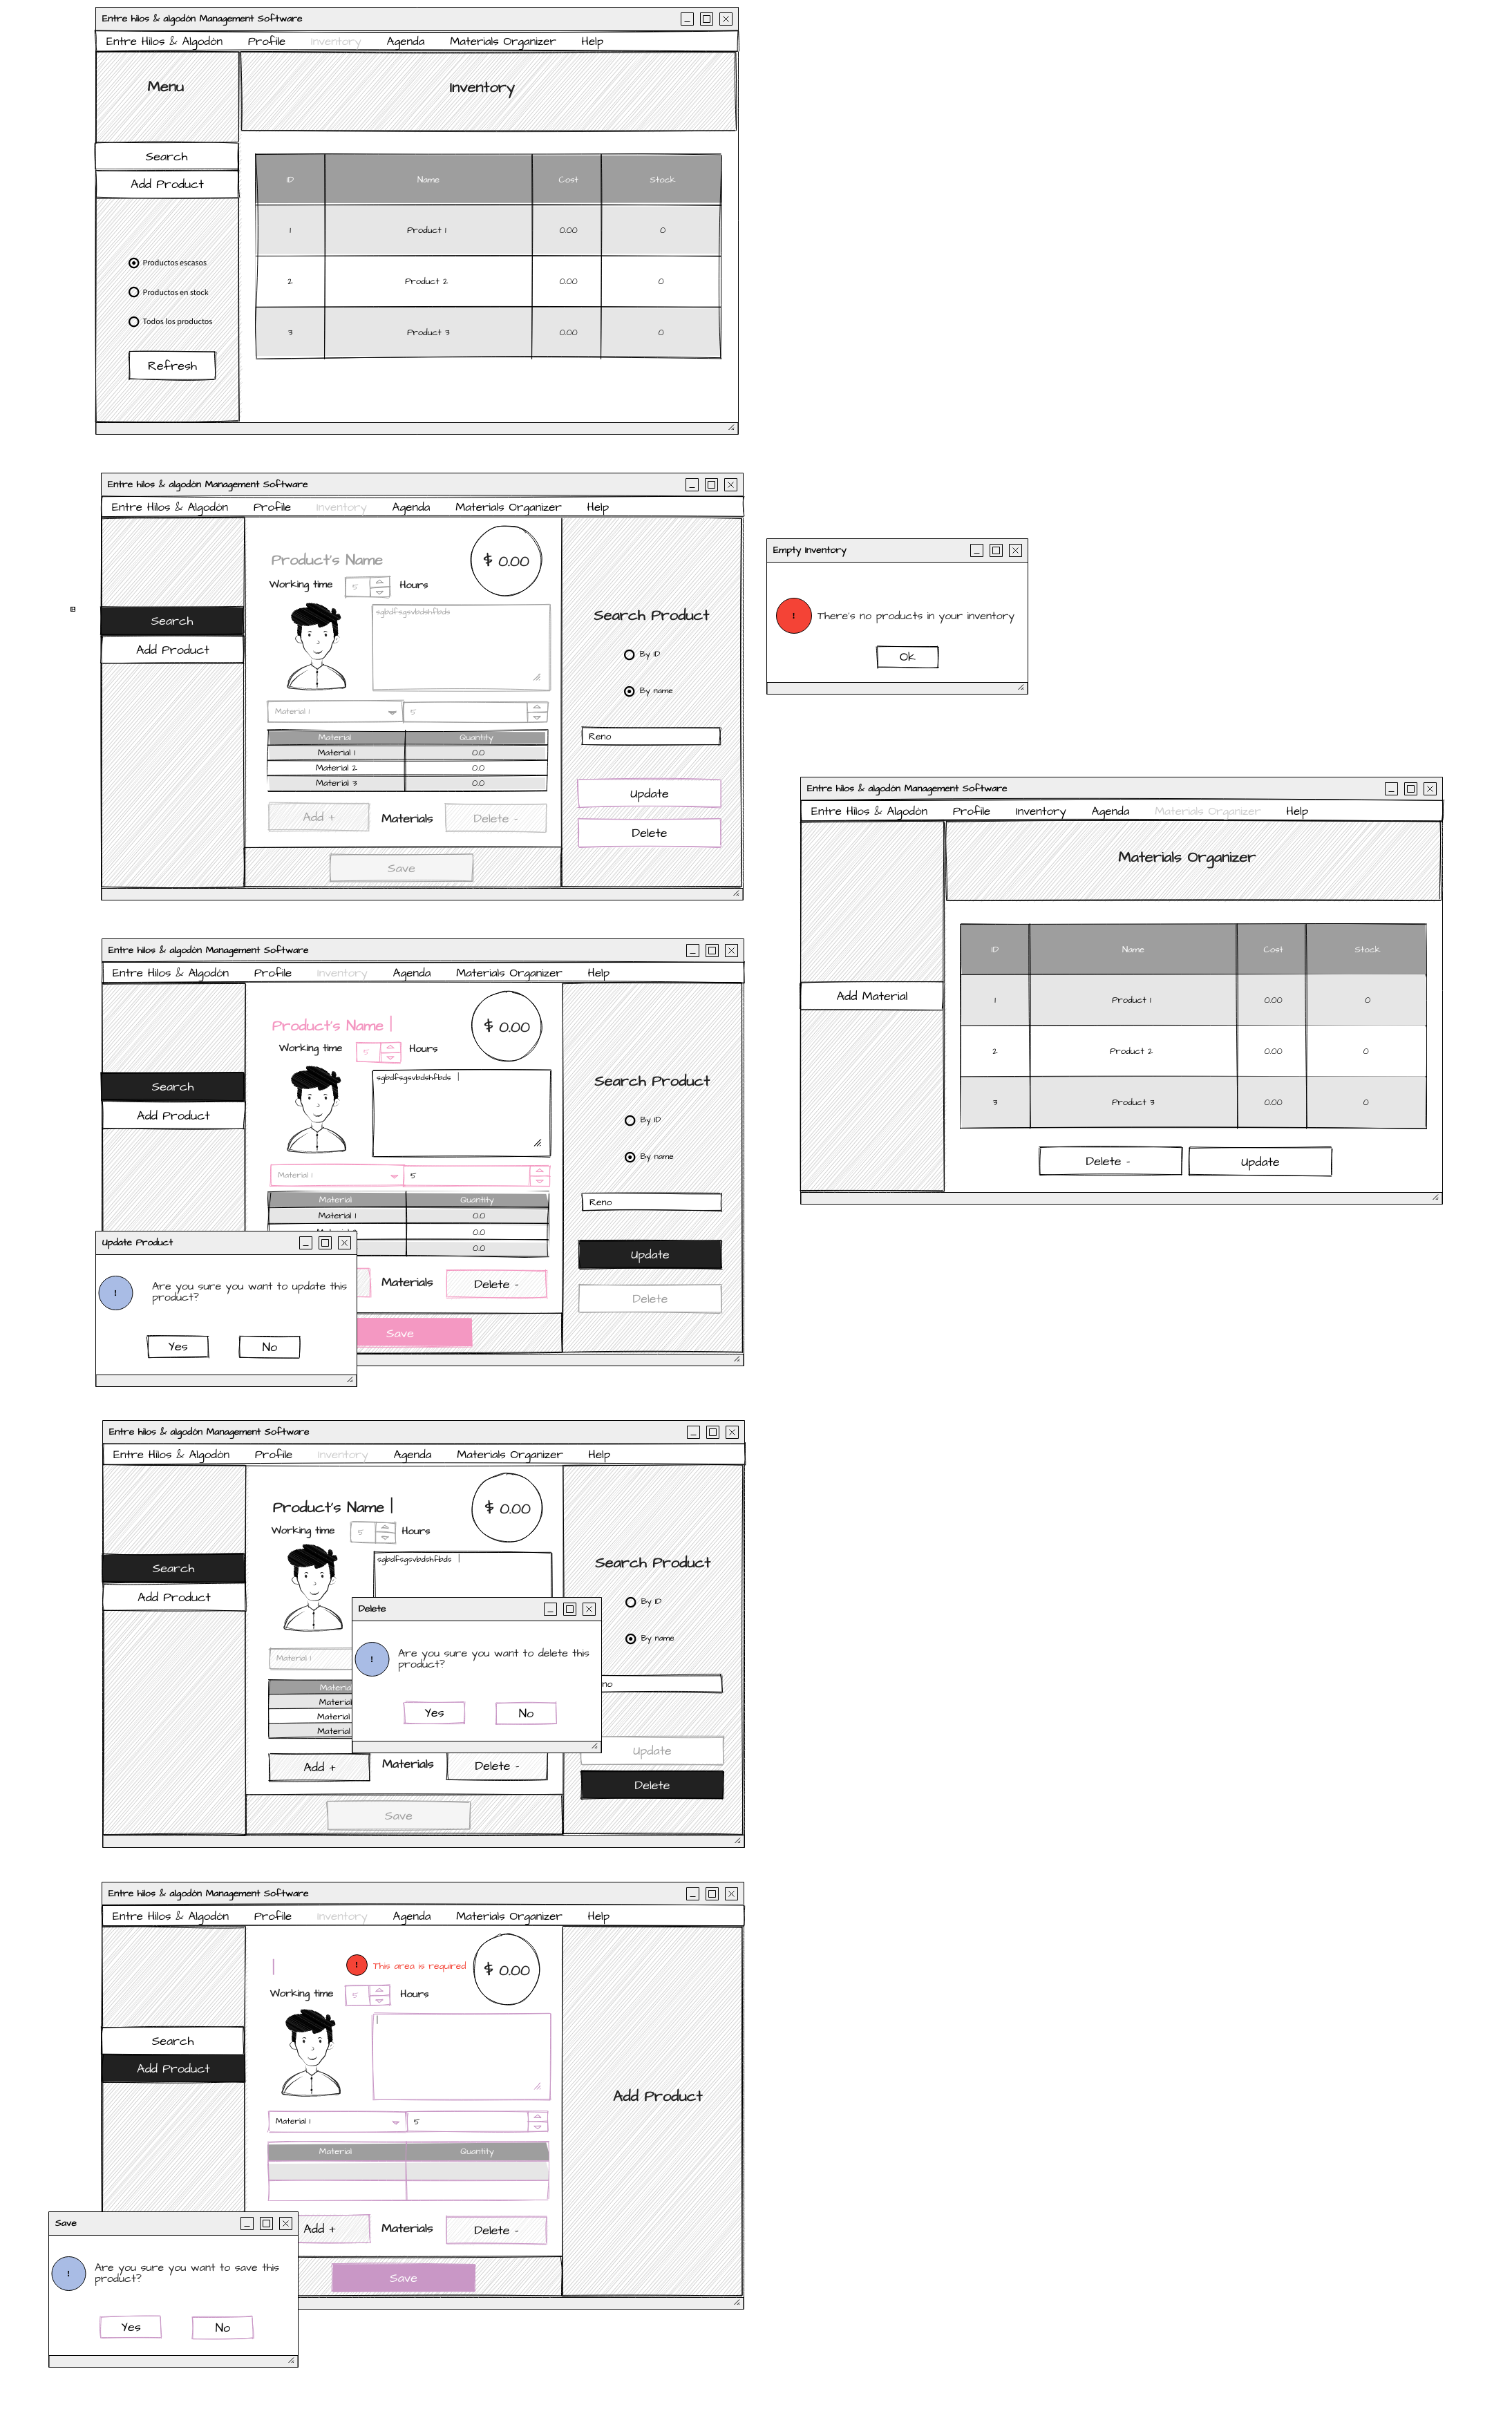 Entre hilos & algodón Management Software
Entre Hilos & Algodón Profile Inventory Agenda Materials Organizer Help
Menu
Inventory
Search
Add Product
Productos escasos
Productos en stock
Todos los productos
Refresh
ID Name Cost Stock
1 Product 1 0.00 0
2 Product 2 0.00 0
3 Product 3 0.00 0
Entre hilos & algodón Management Software
Entre Hilos & Algodón Profile Inventory Agenda Materials Organizer Help
Search
Add Product
Product's Name
$ 0.00
Working time 5 Hours
sgbdfsgsvbdshfbds
Material 1 5
Material Quantity
Material 1 0.0
Material 2 0.0
Material 3 0.0
Add + Materials Delete -
Save
Search Product
By ID
By name
Reno
Update
Delete
Empty Inventory
! There's no products in your inventory
Ok
Entre hilos & algodón Management Software
Entre Hilos & Algodón Profile Inventory Agenda Materials Organizer Help
Materials Organizer
Add Material
ID Name Cost Stock
1 Product 1 0.00 0
2 Product 2 0.00 0
3 Product 3 0.00 0
Delete - Update
Entre hilos & algodón Management Software
Entre Hilos & Algodón Profile Inventory Agenda Materials Organizer Help
Search
Add Product
Product's Name |
$ 0.00
Working time 5 Hours
sgbdfsgsvbdshfbds |
Material 1 5
Material Quantity
Material 1 0.0
0.0
0.0
Materials Delete -
Save
Search Product
By ID
By name
Reno
Update
Delete
Update Product
! Are you sure you want to update this
product?
Yes No
Entre hilos & algodón Management Software
Entre Hilos & Algodón Profile Inventory Agenda Materials Organizer Help
Search
Add Product
Product's Name |
$ 0.00
Working time 5 Hours
sgbdfsgsvbdshfbds |
Material 1
Material
Material
Material
Add + Materials Delete -
Save
Search Product
By ID
By name
no
Update
Delete
Delete
! Are you sure you want to delete this
product?
Yes No
Entre hilos & algodón Management Software
Entre Hilos & Algodón Profile Inventory Agenda Materials Organizer Help
Search
Add Product
| ! This area is required
$ 0.00
Working time 5 Hours
|
Material 1 5
Material Quantity
Add + Materials Delete -
Save
Add Product
Save
! Are you sure you want to save this
product?
Yes No